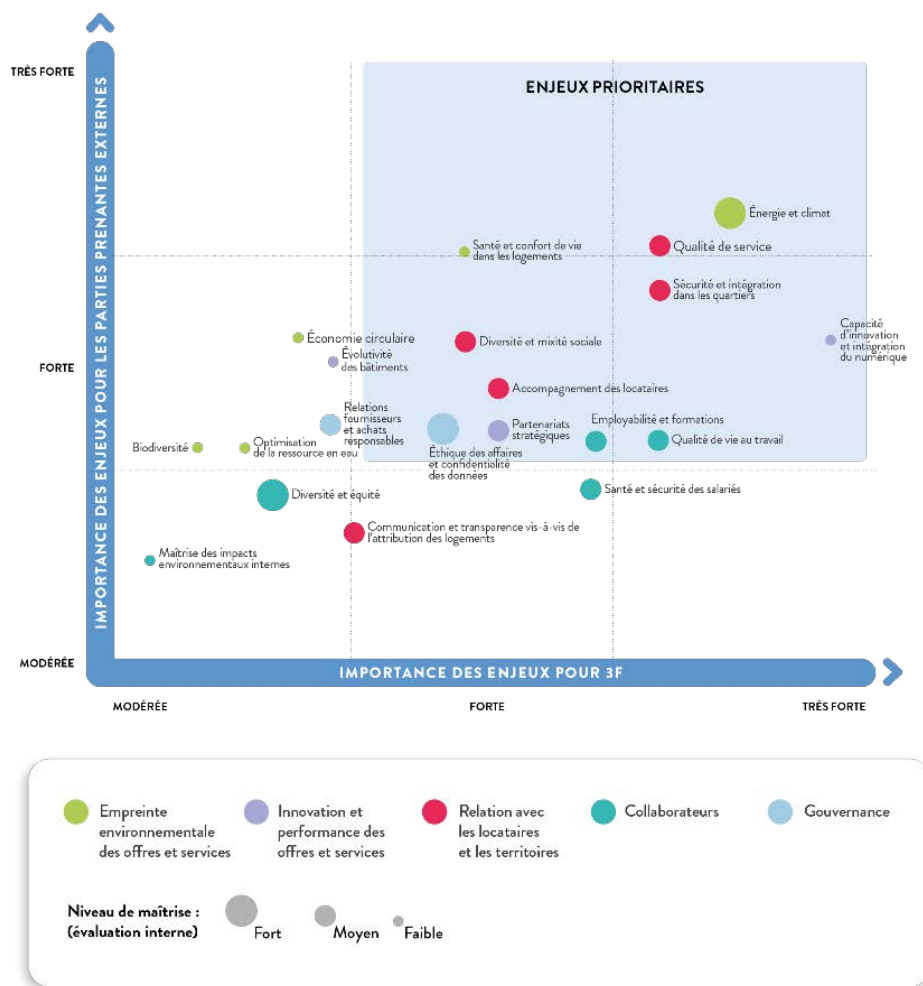 TRÈS FORTE
IMPORTANCE DES ENJEUX POUR LES PARTIES PRENANTES EXTERNES
ENJEUX PRIORITAIRES
Énergie et climat
Santé et confort de vie
dans les logements
Qualité de service
Sécurité et intégration
dans les quartiers
Économie circulaire
Évolutivité
des bâtiments
Diversité et mixité sociale
Capacité
d'innovation
et intégration
du numérique
FORTE
Accompagnement des locataires
Relations
fournisseurs
et achats
responsables
Partenariats
stratégiques
Employabilité et formations
Qualité de vie au travail
Biodiversité
Optimisation
de la ressource en eau
Éthique des affaires
et confidentialité
des données
Diversité et équité
Santé et sécurité des salariés
Communication et transparence vis-à-vis de
l'attribution des logements
Maîtrise des impacts
environnementaux internes
MODÉRÉE
IMPORTANCE DES ENJEUX POUR 3F
MODÉRÉE
FORTE
TRÈS FORTE
Empreinte
environnementale
des offres et services
Innovation et
performance des
offres et services
Relation avec
les locataires
et les territoires
Collaborateurs
Gouvernance
Niveau de maîtrise :
(évaluation interne)
Fort
Moyen
Faible